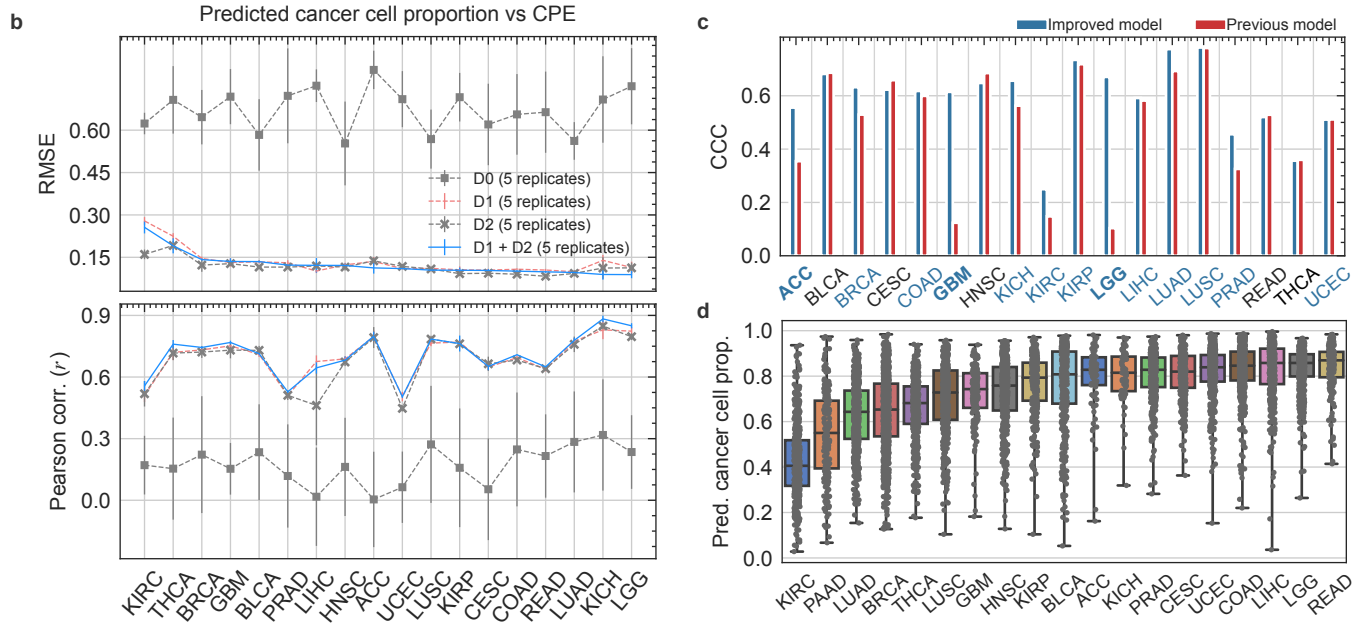 b
Predicted cancer cell proportion vs CPE
RMSE
0.60
0.45
0.30
0.15
D0 (5 replicates)
D1 (5 replicates)
D2 (5 replicates)
D1 + D2 (5 replicates)
Pearson corr. (r)
0.9
0.6
0.3
0.0
KIRC
THCA
BRCA
GBM
BLCA
PRAD
LIHC
HNSC
ACC
UCEC
LUSC
KIRP
CESC
COAD
READ
LUAD
KICH
LGG
c
Improved model
Previous model
CCC
0.6
0.4
0.2
0.0
ACC
BLCA
BRCA
CESC
COAD
GBM
HNSC
KICH
KIRC
KIRP
LGG
LIHC
LUAD
LUSC
PRAD
READ
THCA
UCEC
d
Pred. cancer cell prop.
1.0
0.8
0.6
0.4
0.2
0.0
KIRC
PAAD
LUAD
BRCA
THCA
LUSC
GBM
HNSC
KIRP
BLCA
ACC
KICH
PRAD
CESC
UCEC
COAD
LIHC
LGG
READ